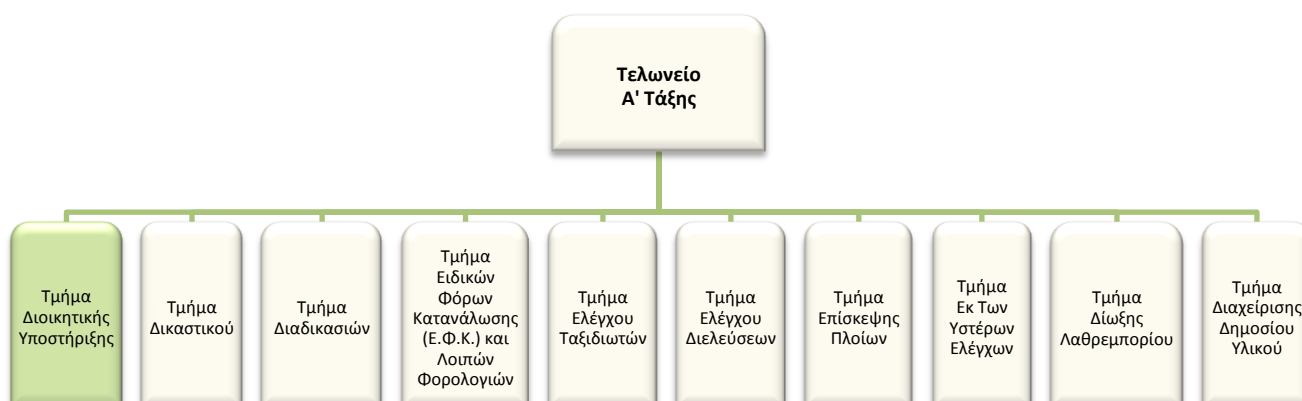 Τελωνείο
Α' Τάξης
Τμήμα
Διοικητικής
Υποστήριξης
Τμήμα
Δικαστικού
Τμήμα
Διαδικασιών
Τμήμα
Ειδικών
Φόρων
Κατανάλωσης
(Ε.Φ.Κ.) και
Λοιπών
Φορολογιών
Τμήμα
Ελέγχου
Ταξιδιωτών
Τμήμα
Ελέγχου
Διελεύσεων
Τμήμα
Επίσκεψης
Πλοίων
Τμήμα
Εκ Των
Υστέρων
Ελέγχων
Τμήμα
Δίωξης
Λαθρεμπορίου
Τμήμα
Διαχείρισης
Δημοσίου
Υλικού